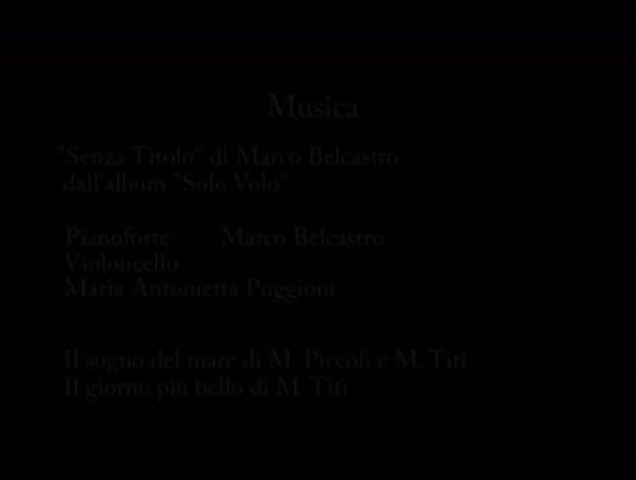 Musica
"Senza Titolo" di Marco Belcastro
dall'album "Solo Volo"
Pianoforte Marco Belcastro
Violoncello
Maria Antonietta Puggioni
Il sogno del mare di M. Piccoli e M. Titi
Il giorno più bello di M. Titi